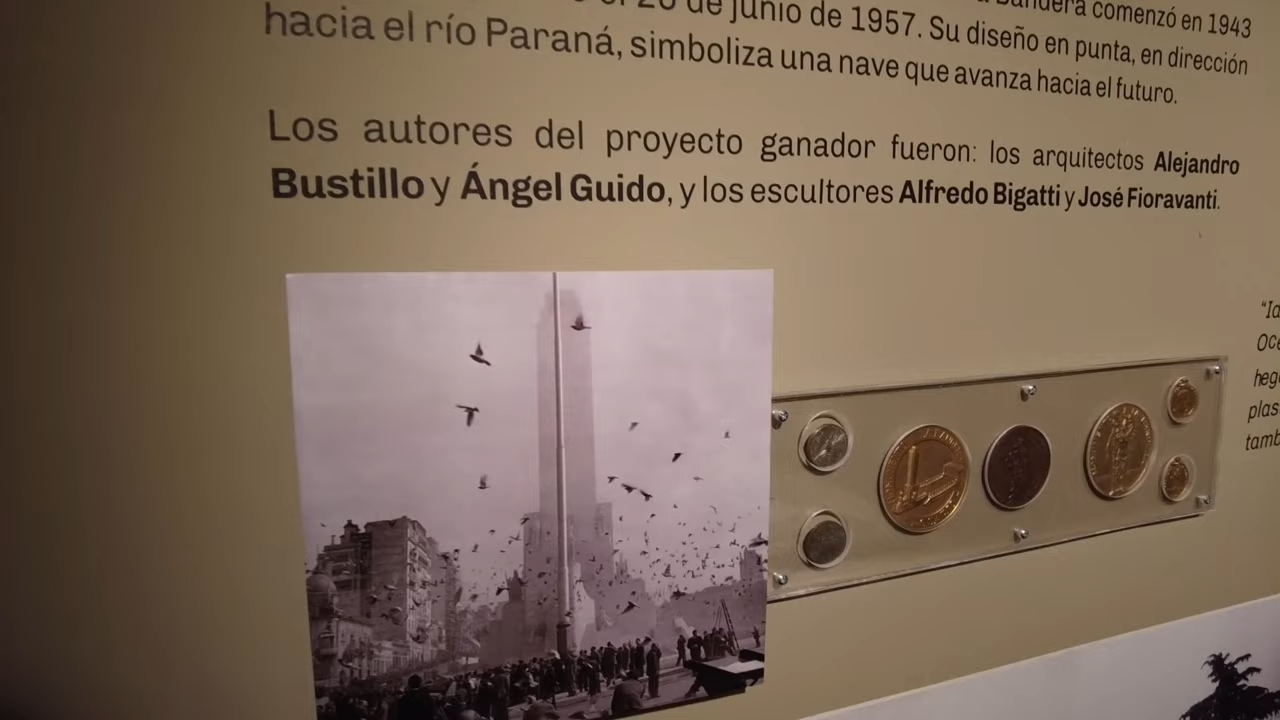 20 de junio de 1957. Su diseño en punta, en dirección
Bandera comenzó en 1943
hacia el río Paraná, simboliza una nave que avanza hacia el futuro.
Los autores del proyecto ganador fueron: los arquitectos Alejandro
Bustillo y Ángel Guido, y los escultores Alfredo Bigatti y José Fioravanti.